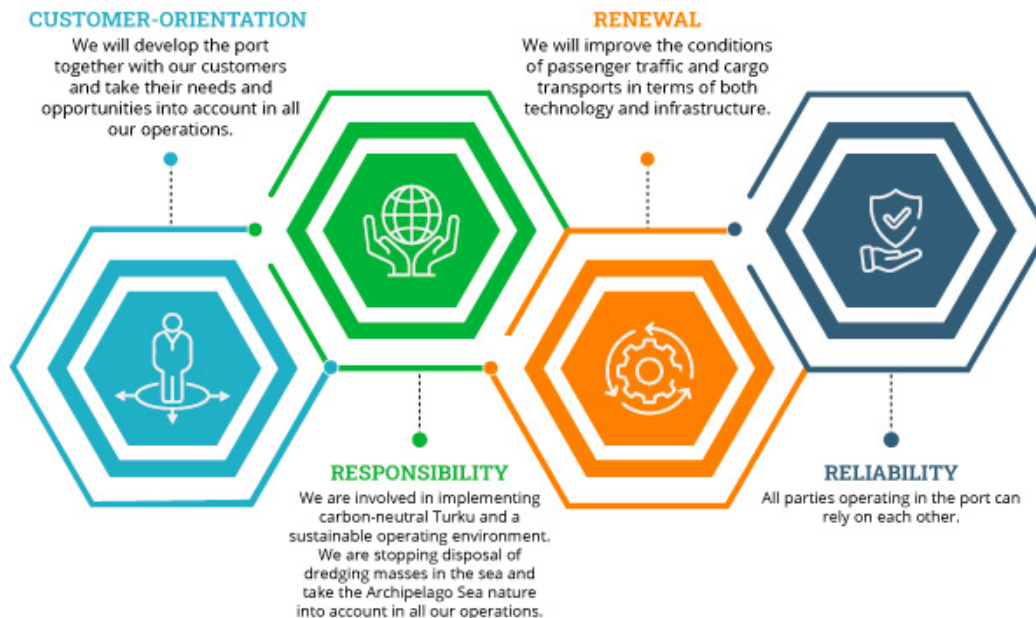 CUSTOMER-ORIENTATION
We will develop the port
together with our customers
and take their needs and
opportunities into account in all
our operations.
RENEWAL
We will improve the conditions
of passenger traffic and cargo
transports in terms of both
technology and infrastructure.
RESPONSIBILITY
We are involved in implementing
carbon-neutral Turku and a
sustainable operating environment.
We are stopping disposal of
dredging masses in the sea and
take the Archipelago Sea nature
into account in all our operations.
RELIABILITY
All parties operating in the port can
rely on each other.